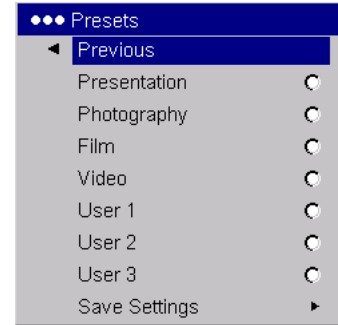 Presets
Previous
Presentation
Photography
Film
Video
User 1
User 2
User 3
Save Settings